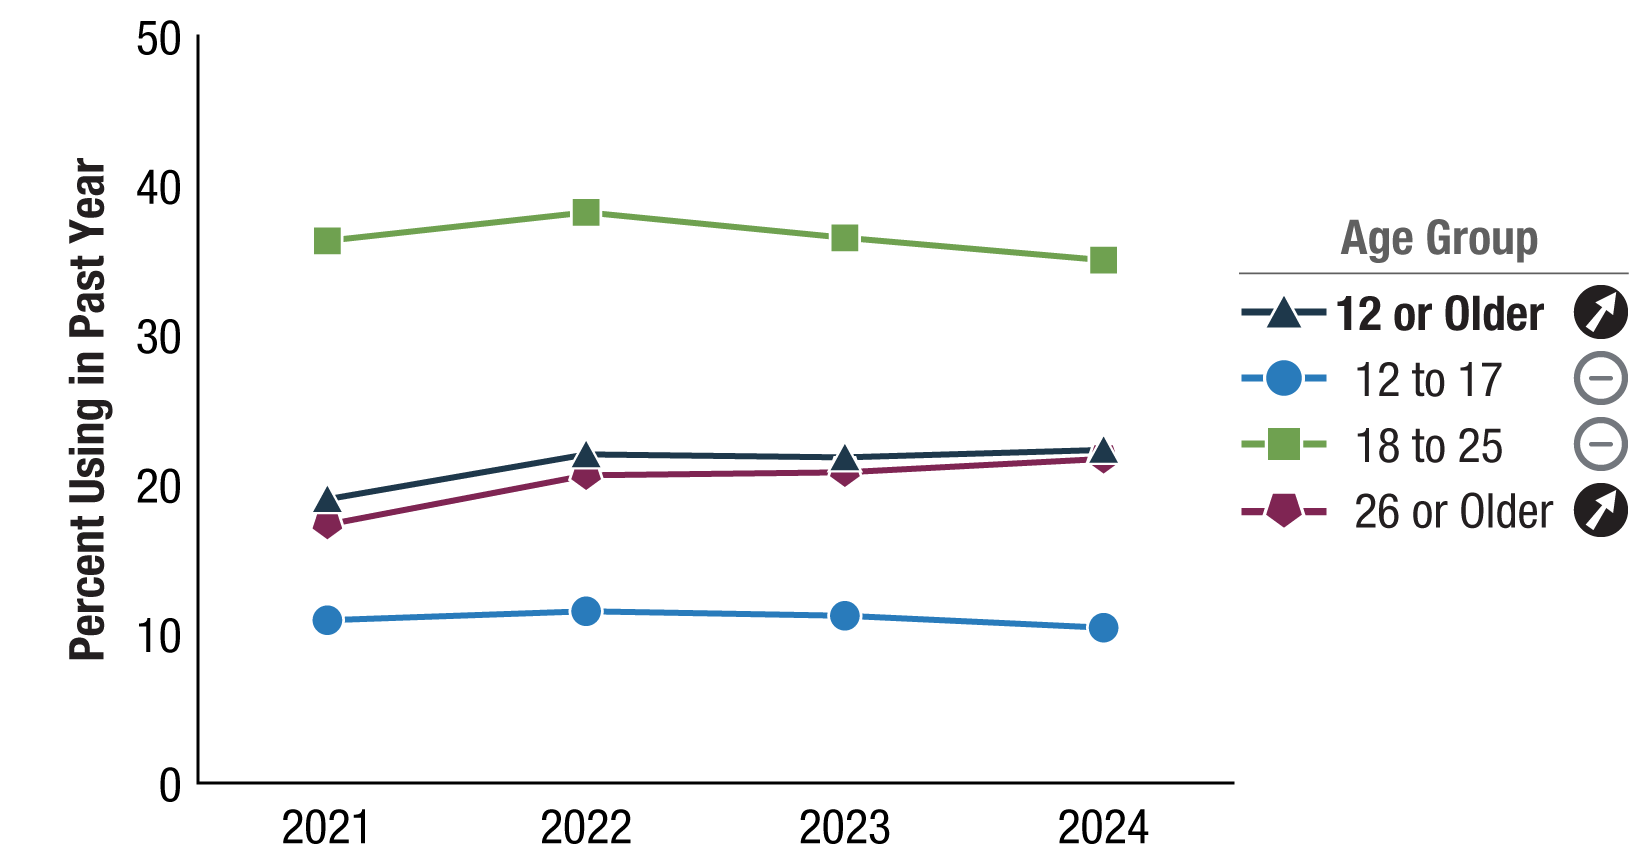 Percent Using in Past Year
50
40
30
20
10
0
2021 2022 2023 2024
Age Group
12 or Older
12 to 17
18 to 25
26 or Older